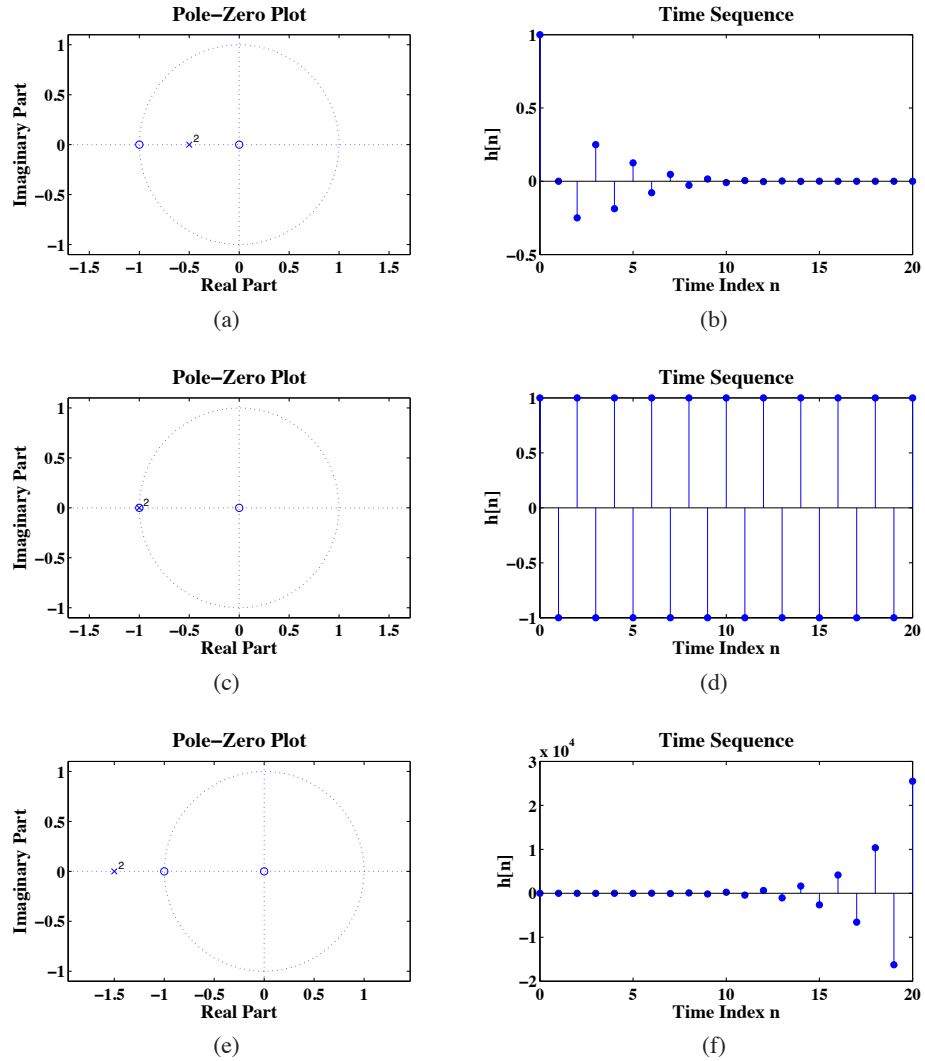 Pole−Zero Plot
Imaginary Part
1
0.5
0
−0.5
−1
2
−1.5 −1 −0.5 0 0.5 1 1.5
Real Part
(a)
Time Sequence
h[n]
1
0.5
0
−0.5
0 5 10 15 20
Time Index n
(b)
Pole−Zero Plot
Imaginary Part
1
0.5
0
−0.5
−1
2
−1.5 −1 −0.5 0 0.5 1 1.5
Real Part
(c)
Time Sequence
h[n]
1
0.5
0
−0.5
−1
0 5 10 15 20
Time Index n
(d)
Pole−Zero Plot
Imaginary Part
1
0.5
0
−0.5
−1
2
−1.5 −1 −0.5 0 0.5 1
Real Part
(e)
Time Sequence
x 10⁴
h[n]
3
2
1
0
−1
−2
0 5 10 15 20
Time Index n
(f)